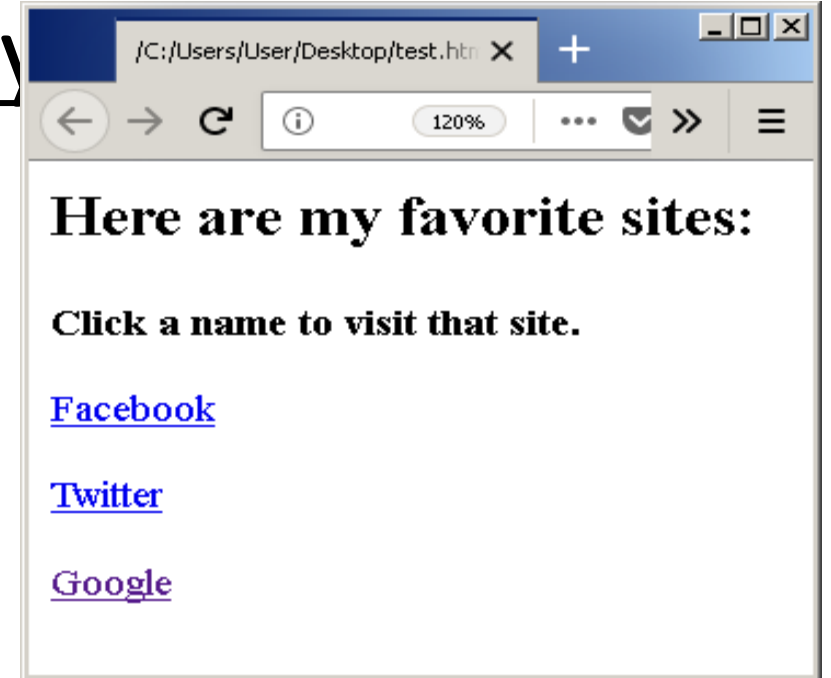 y
/C:/Users/User/Desktop/test.htm
120%
Here are my favorite sites:
Click a name to visit that site.
Facebook
Twitter
Google